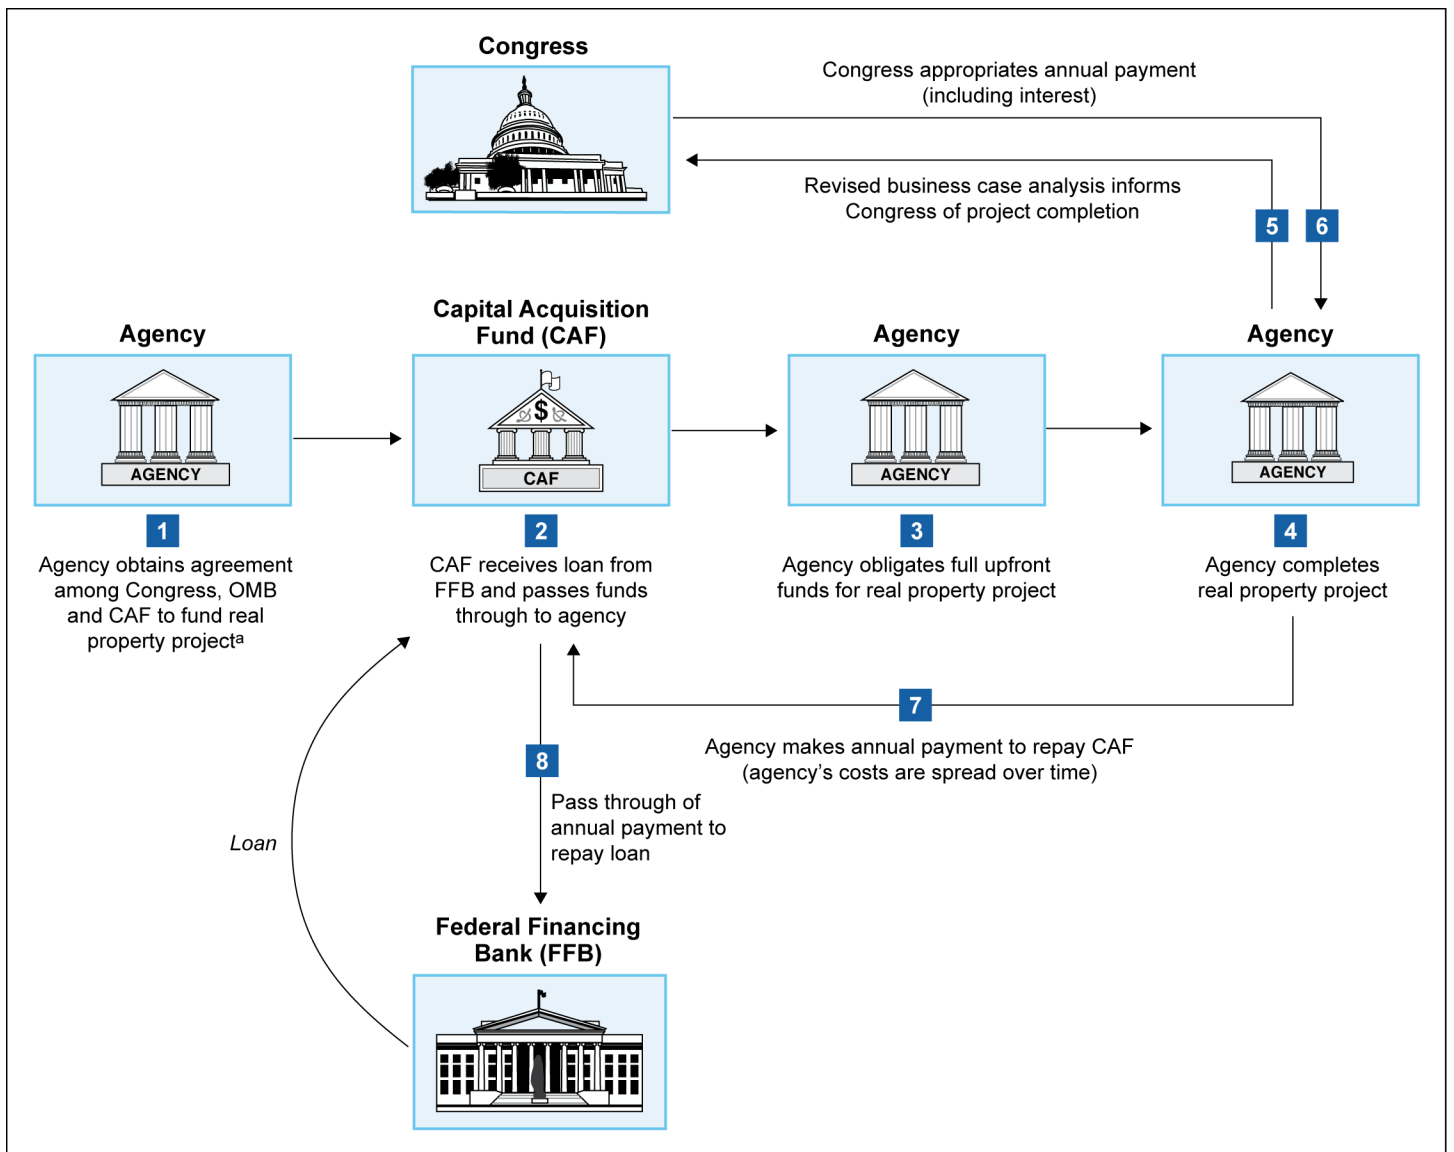 Congress
Congress appropriates annual payment
(including interest)
Revised business case analysis informs
Congress of project completion
5
6
Agency
Capital Acquisition
Fund (CAF)
Agency
Agency
AGENCY
$
CAF
AGENCY
AGENCY
1
2
3
4
Agency obtains agreement
among Congress, OMB
and CAF to fund real
property projectᵃ
CAF receives loan from
FFB and passes funds
through to agency
Agency obligates full upfront
funds for real property project
Agency completes
real property project
7
Agency makes annual payment to repay CAF
(agency’s costs are spread over time)
8
Pass through of
annual payment to
repay loan
Loan
Federal Financing
Bank (FFB)